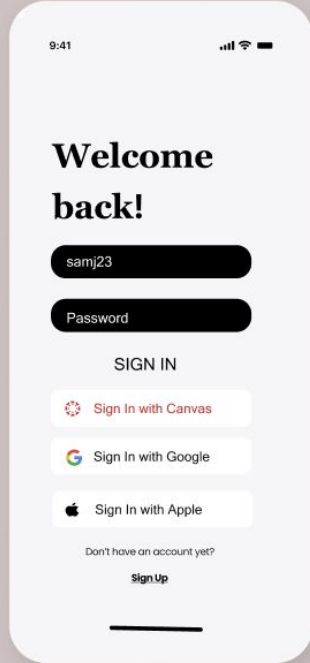 9:41
Welcome
back!
samj23
Password
SIGN IN
Sign In with Canvas
Sign In with Google
Sign In with Apple
Don't have an account yet?
Sign Up